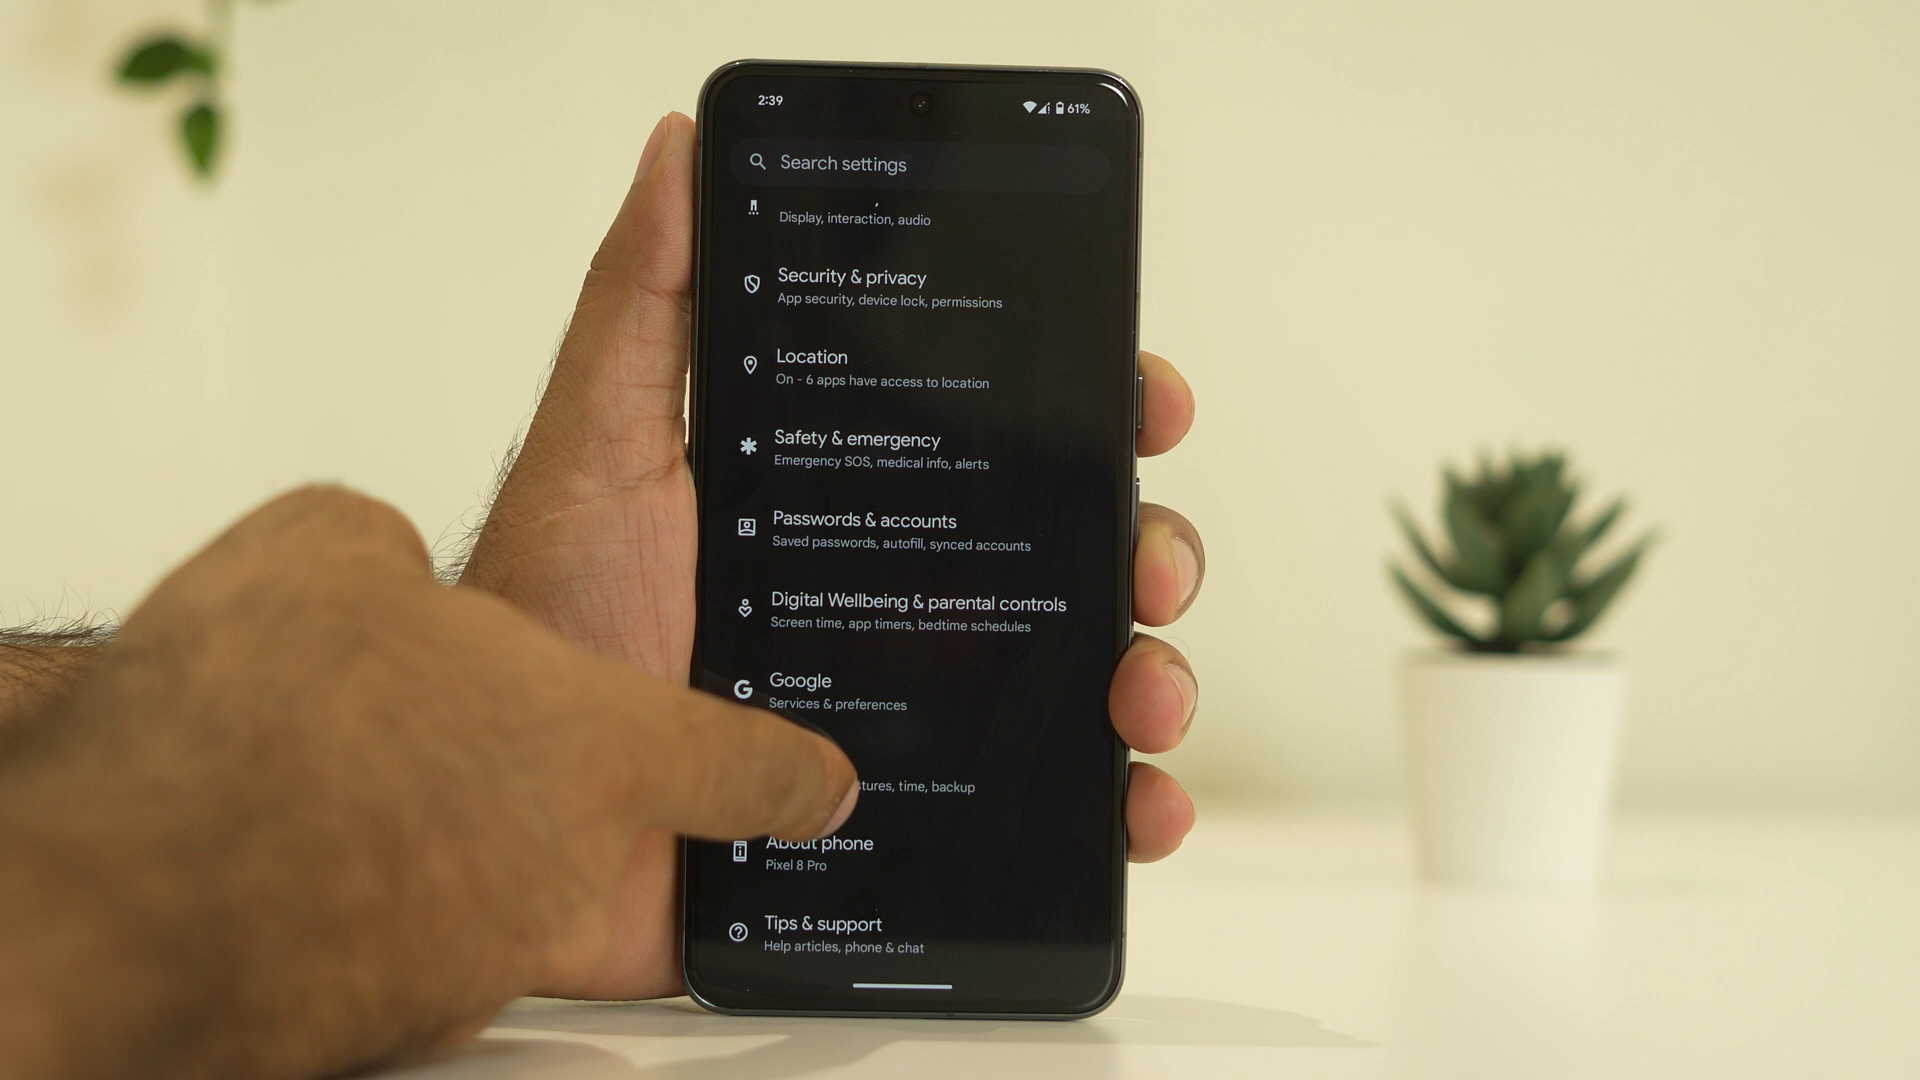 2:39
61%
Search settings
Display, interaction, audio
Security & privacy
App security, device lock, permissions
Location
On - 6 apps have access to location
Safety & emergency
Emergency SOS, medical info, alerts
Passwords & accounts
Saved passwords, autofill, synced accounts
Digital Wellbeing & parental controls
Screen time, app timers, bedtime schedules
Google
Services & preferences
time, backup
About phone
Pixel 8 Pro
Tips & support
Help articles, phone & chat